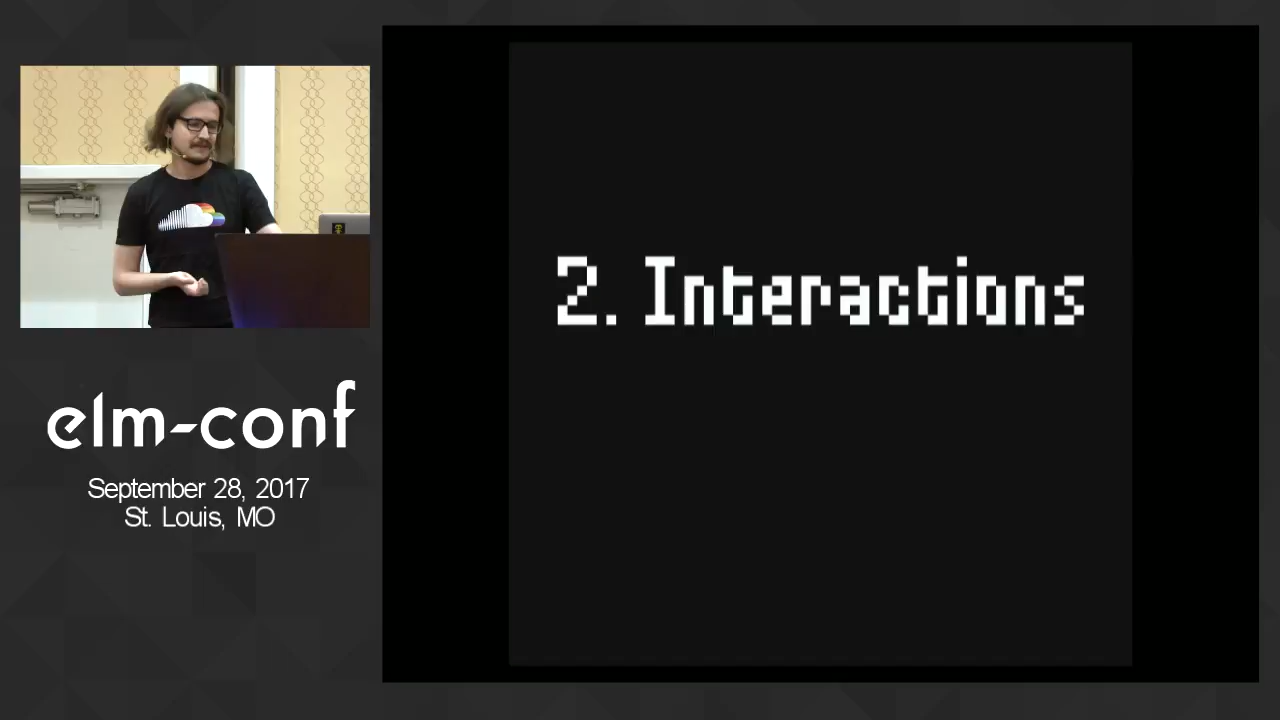 2. Interactions
elm-conf
September 28, 2017
St. Louis, MO